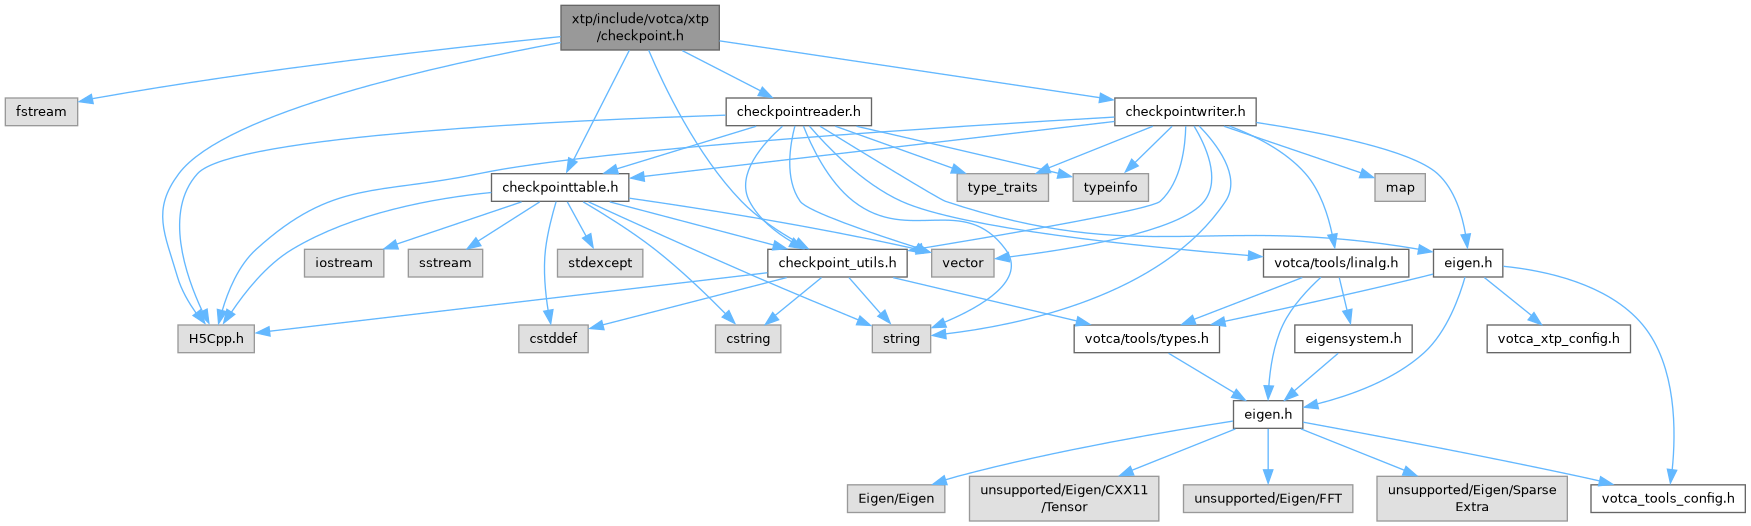 xtp/include/votca/xtp
/checkpoint.h
fstream
checkpointreader.h
checkpointwriter.h
checkpointtable.h
type_traits
typeinfo
map
iostream
sstream
stdexcept
checkpoint_utils.h
vector
votca/tools/linalg.h
eigen.h
H5Cpp.h
cstddef
cstring
string
votca/tools/types.h
eigensystem.h
votca_xtp_config.h
eigen.h
Eigen/Eigen
unsupported/Eigen/CXX11
/Tensor
unsupported/Eigen/FFT
unsupported/Eigen/Sparse
Extra
votca_tools_config.h